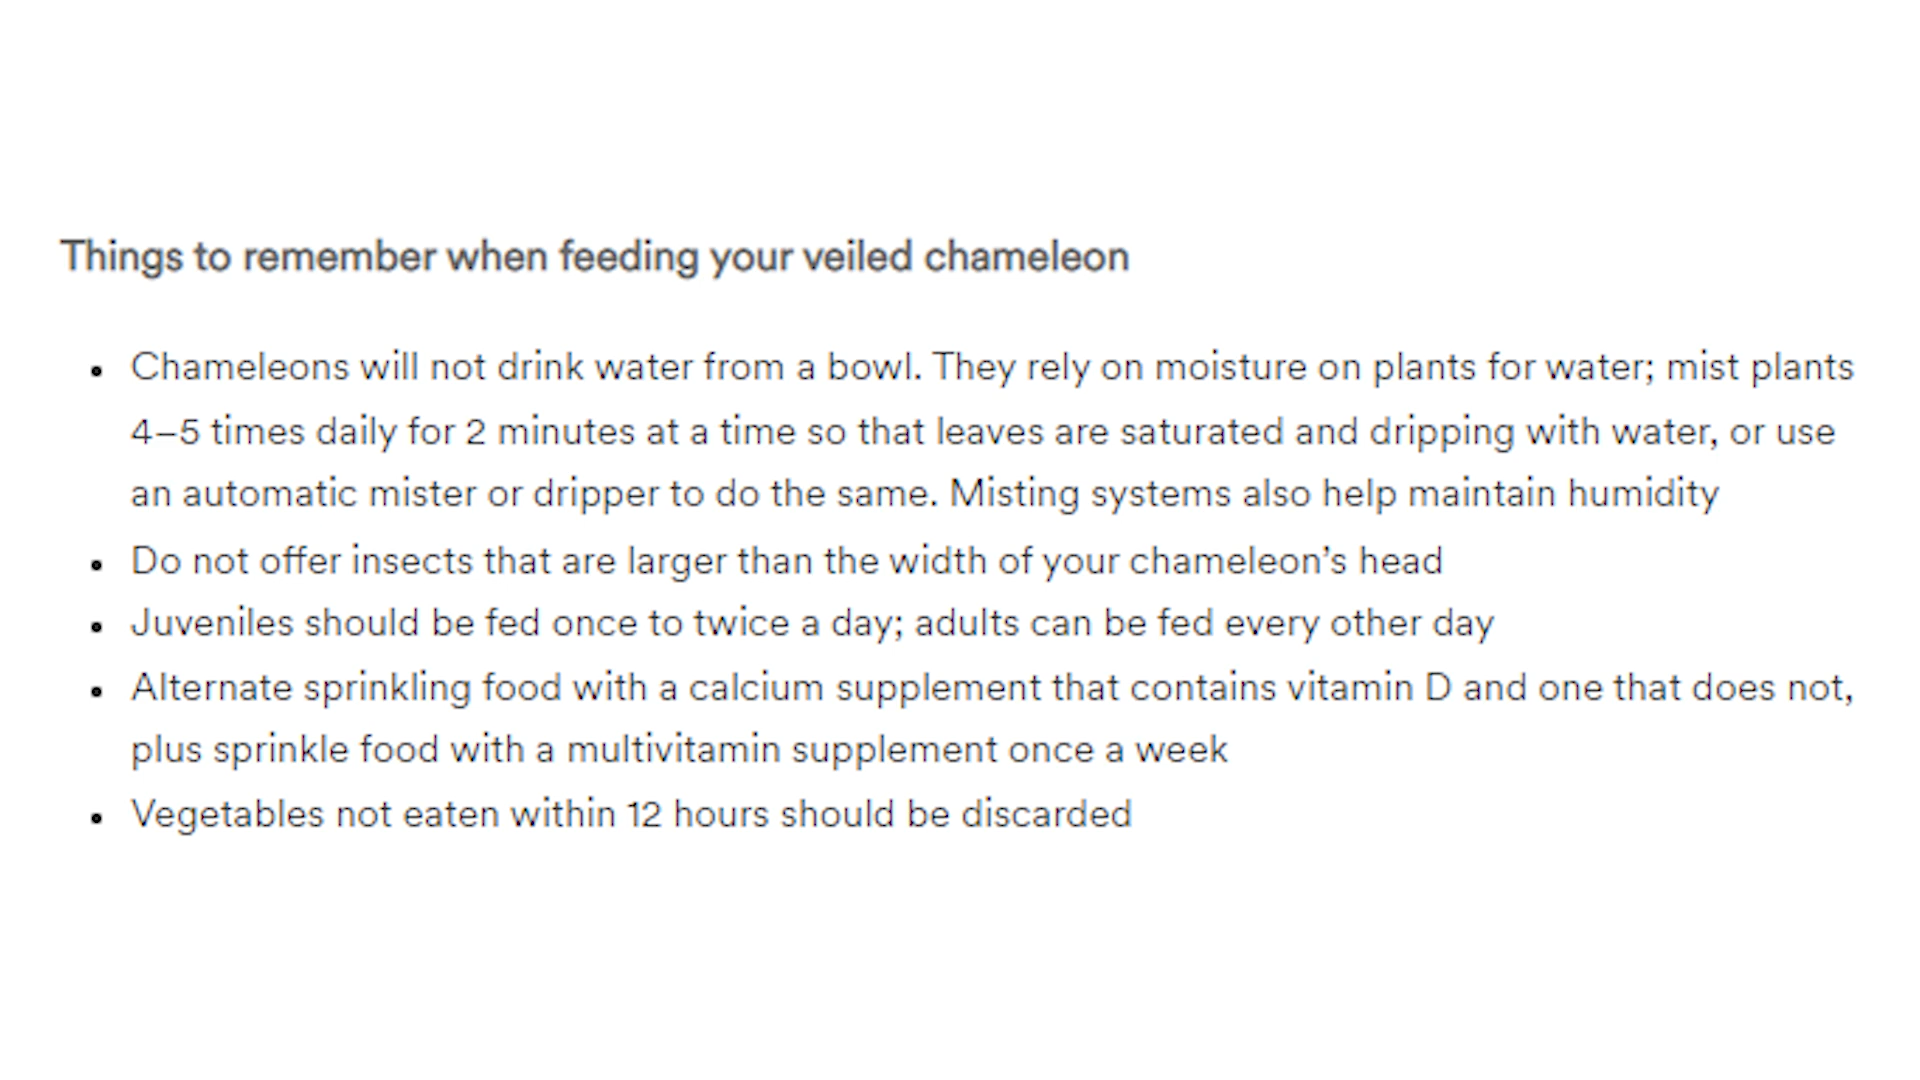 Things to remember when feeding your veiled chameleon
• Chameleons will not drink water from a bowl. They rely on moisture on plants for water; mist plants
4–5 times daily for 2 minutes at a time so that leaves are saturated and dripping with water, or use
an automatic mister or dripper to do the same. Misting systems also help maintain humidity
• Do not offer insects that are larger than the width of your chameleon’s head
• Juveniles should be fed once to twice a day; adults can be fed every other day
• Alternate sprinkling food with a calcium supplement that contains vitamin D and one that does not,
plus sprinkle food with a multivitamin supplement once a week
• Vegetables not eaten within 12 hours should be discarded